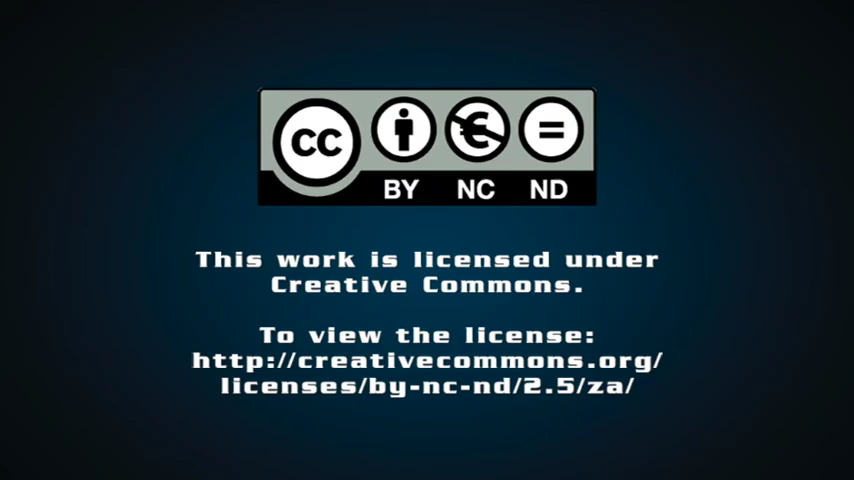 CC
BY NC ND
This work is licensed under
Creative Commons.
To view the license:
http://creativecommons.org/
licenses/by-nc-nd/2.5/za/